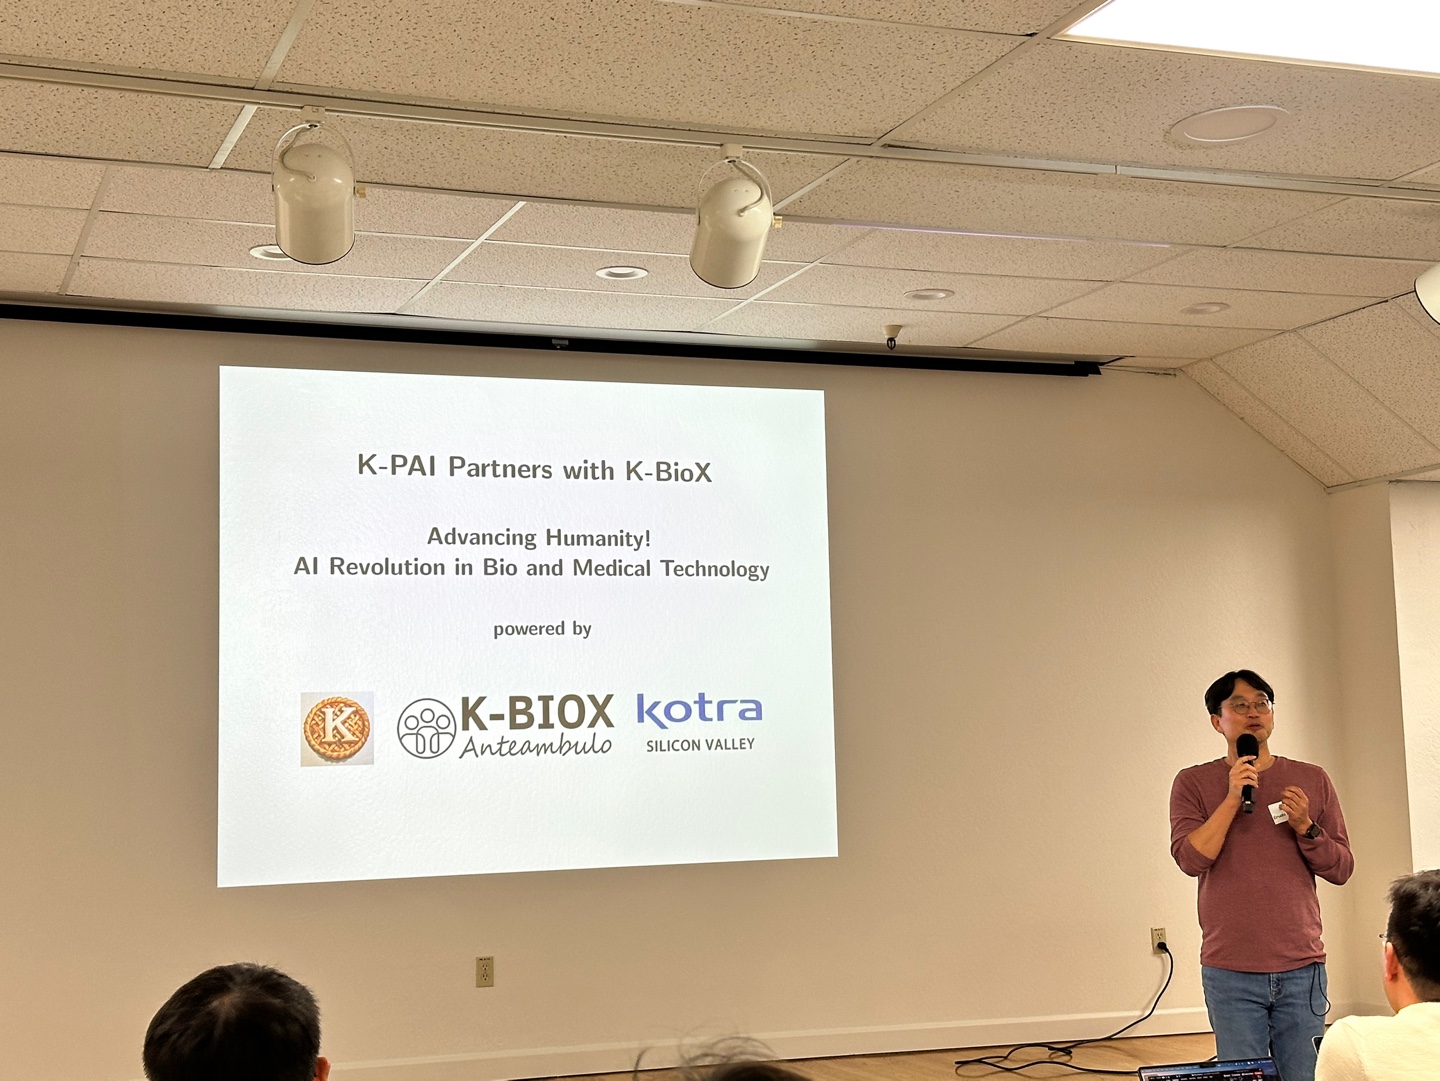 K-PAI Partners with K-BioX
Advancing Humanity!
AI Revolution in Bio and Medical Technology
powered by
K
K-BIOX
Anteambulo
kotra
SILICON VALLEY